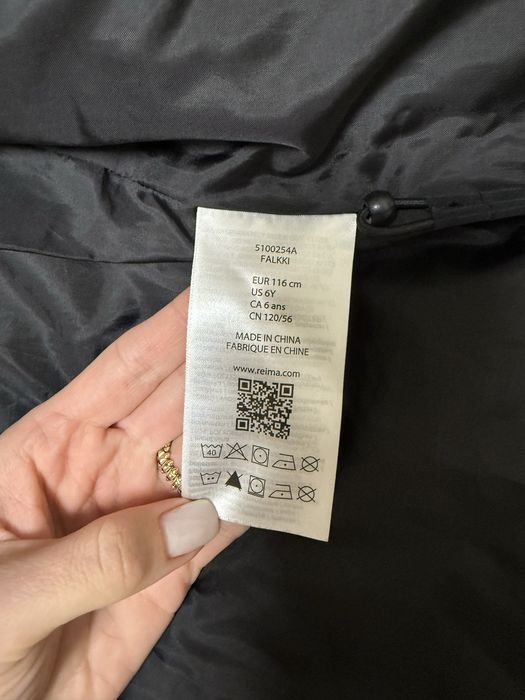 5100254A
FALKKI
EUR 116 cm
US 6Y
CA 6 ans
CN 120/56
MADE IN CHINA
FABRIQUE EN CHINE
www.reima.com
40